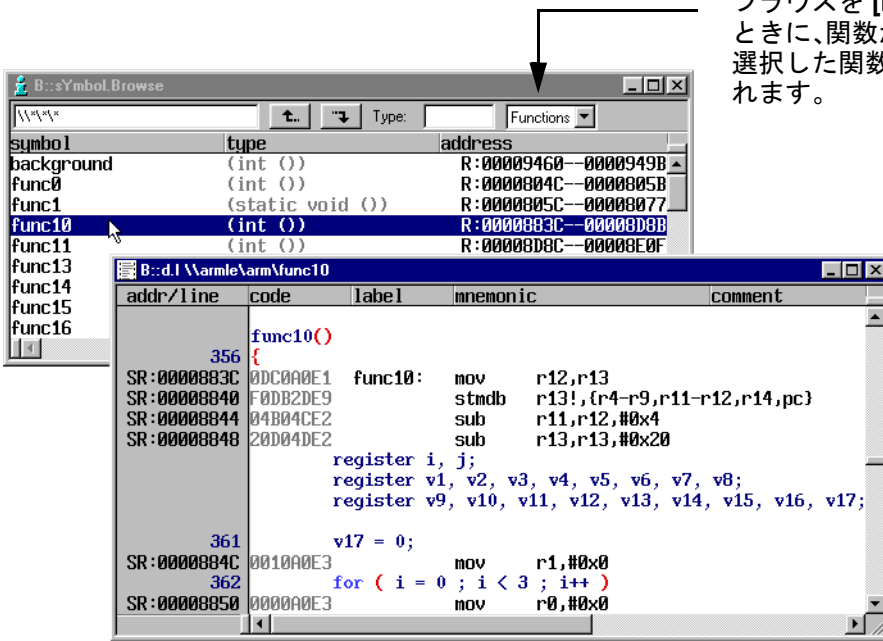 ブラウズを [
ときに、関数
選択した関数
れます。
B::sYmbol.Browse
\\*\*\* Type: Functions
symbol type address
background (int ()) R:00009460--0000949B
func0 (int ()) R:0000804C--0000805B
func1 (static void ()) R:0000805C--00008077
func10 (int ()) R:0000883C--00008D8B
func11 (int ()) R:00008D8C--00008E0F
func13
func14
func15
func16
B::d.l \\armle\arm\func10
addr/line code label mnemonic comment
func10()
356 {
SR:0000883C 0DC0A0E1 func10: mov r12,r13
SR:00008840 F0DB2DE9 stmdb r13!,{r4-r9,r11-r12,r14,pc}
SR:00008844 04B04CE2 sub r11,r12,#0x4
SR:00008848 20D04DE2 sub r13,r13,#0x20
register i, j;
register v1, v2, v3, v4, v5, v6, v7, v8;
register v9, v10, v11, v12, v13, v14, v15, v16, v17;
361 v17 = 0;
SR:0000884C 0010A0E3 mov r1,#0x0
362 for ( i = 0 ; i < 3 ; i++ )
SR:00008850 0000A0E3 mov r0,#0x0